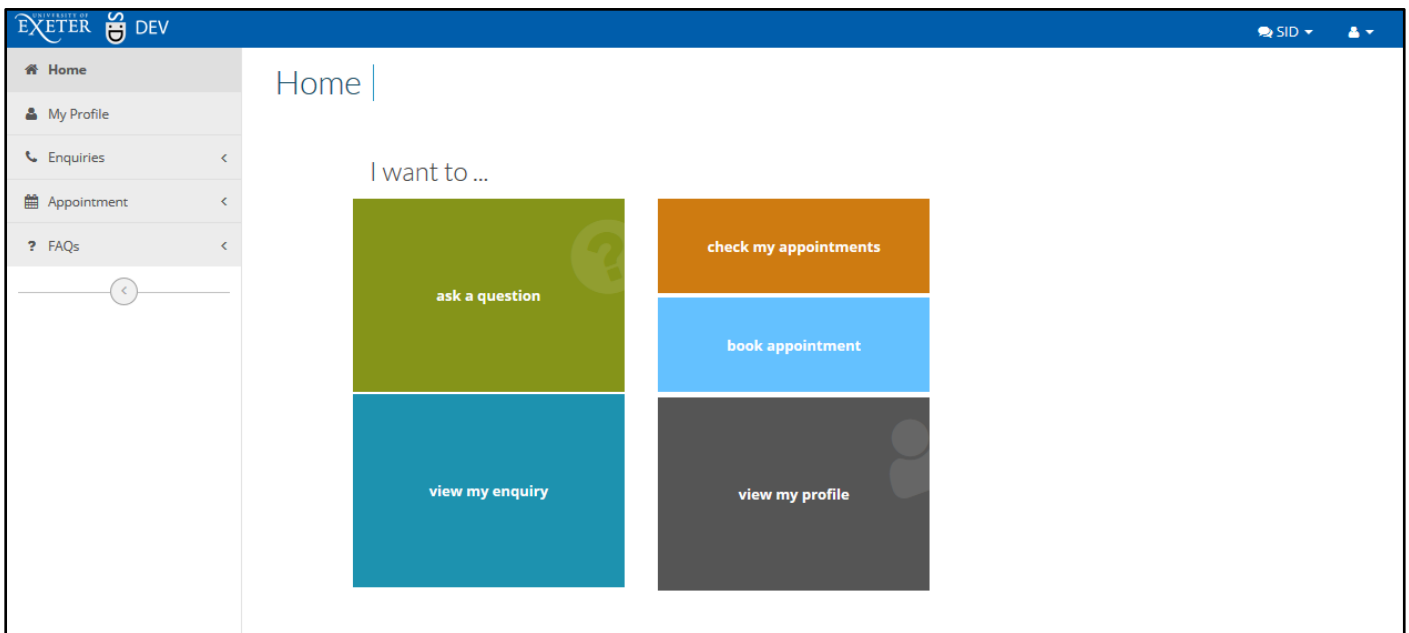 UNIVERSITY OF
EXETER SID DEV
SID
Home
My Profile
Enquiries
Appointment
? FAQs
Home
I want to ...
?
ask a question
check my appointments
book appointment
view my enquiry
view my profile